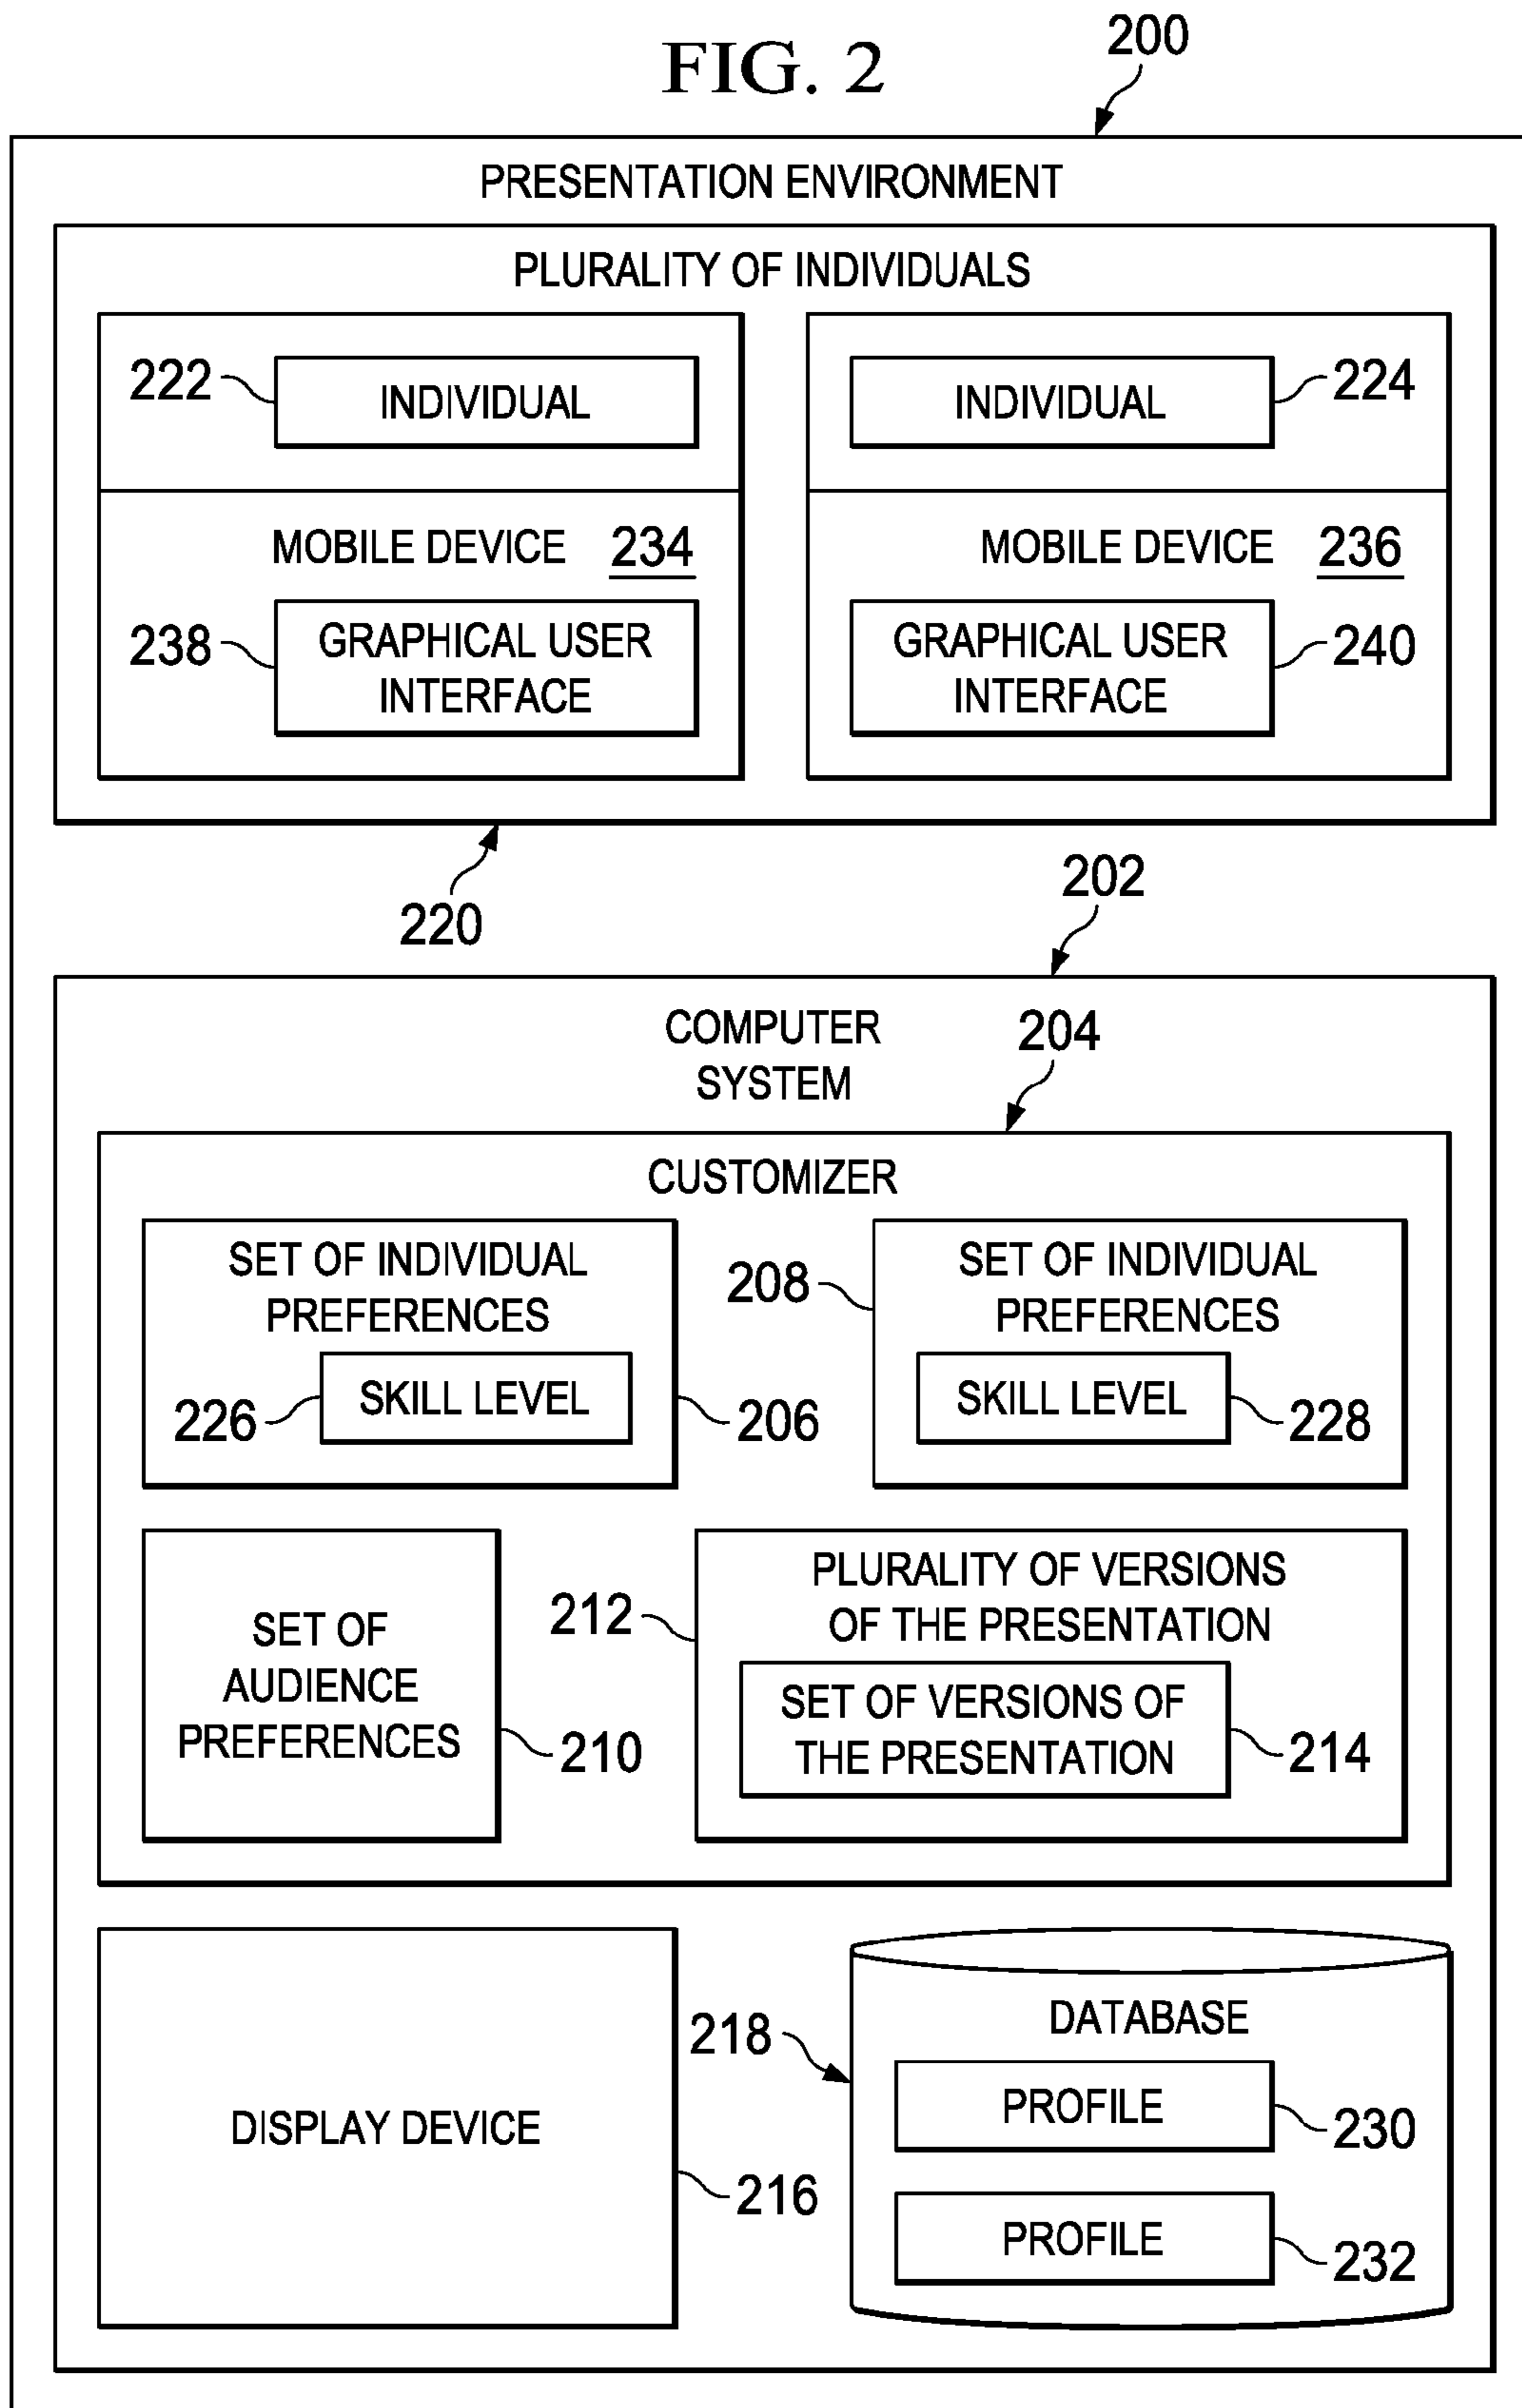 FIG. 2
200
PRESENTATION ENVIRONMENT
PLURALITY OF INDIVIDUALS
222
INDIVIDUAL
INDIVIDUAL
224
MOBILE DEVICE 234
MOBILE DEVICE 236
238
GRAPHICAL USER
INTERFACE
GRAPHICAL USER
INTERFACE
240
220
202
COMPUTER
SYSTEM
204
CUSTOMIZER
SET OF INDIVIDUAL
PREFERENCES
226
SKILL LEVEL
206
208
SET OF INDIVIDUAL
PREFERENCES
SKILL LEVEL
228
SET OF
AUDIENCE
PREFERENCES
210
212
PLURALITY OF VERSIONS
OF THE PRESENTATION
SET OF VERSIONS OF
THE PRESENTATION
214
DISPLAY DEVICE
216
218
DATABASE
PROFILE
230
PROFILE
232